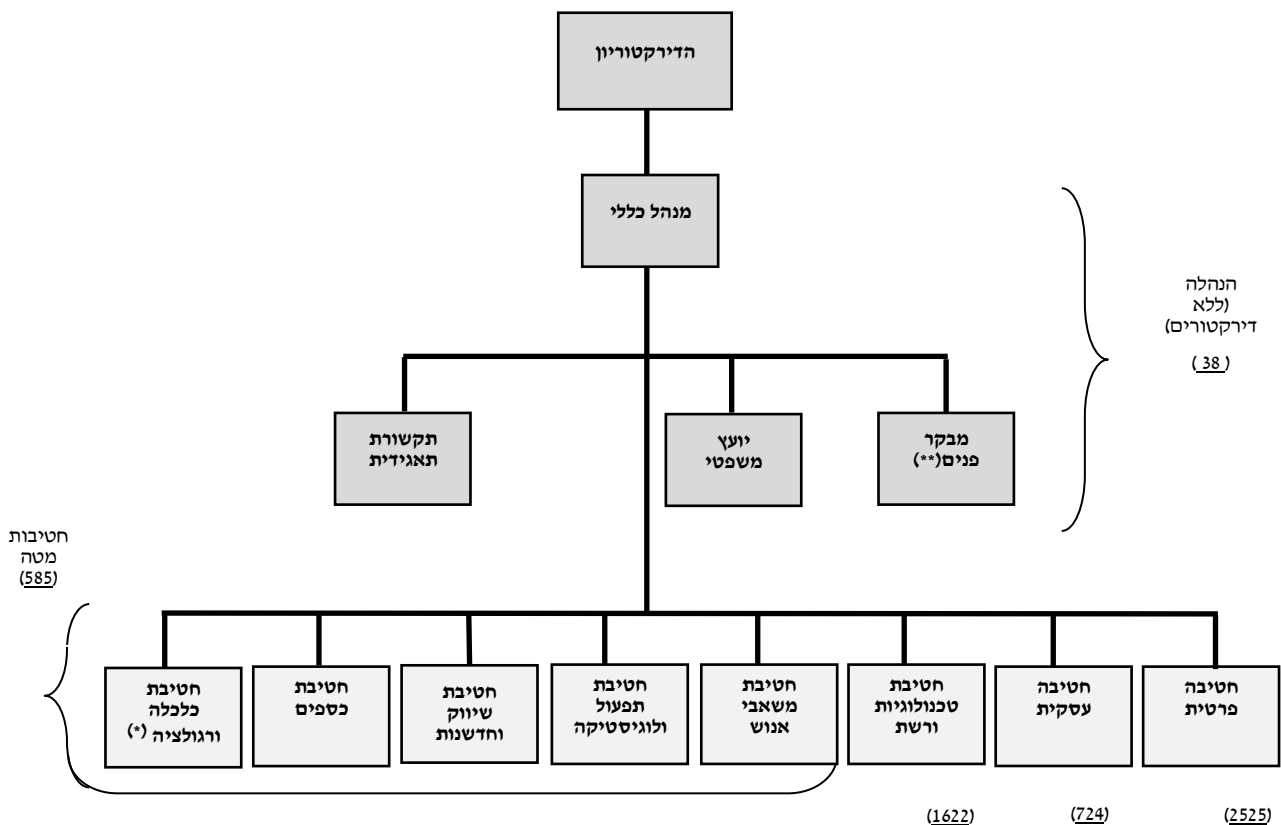 הדירקטוריון
מנהל כללי
הנהלה
(ללא
דירקטורים)
(38)
מבקר
פנים(**)
יועץ
משפטי
תקשורת
תאגידית
חטיבות
מטה
(585)
חטיבה
פרטית
חטיבה
עסקית
חטיבת
טכנולוגיות
ורשת
חטיבת
משאבי
אנוש
חטיבת
תפעול
ולוגיסטיקה
חטיבת
שיווק
וחדשנות
חטיבת
כספים
חטיבת
כלכלה
ורגולציה (*)
(2525)
(724)
(1622)